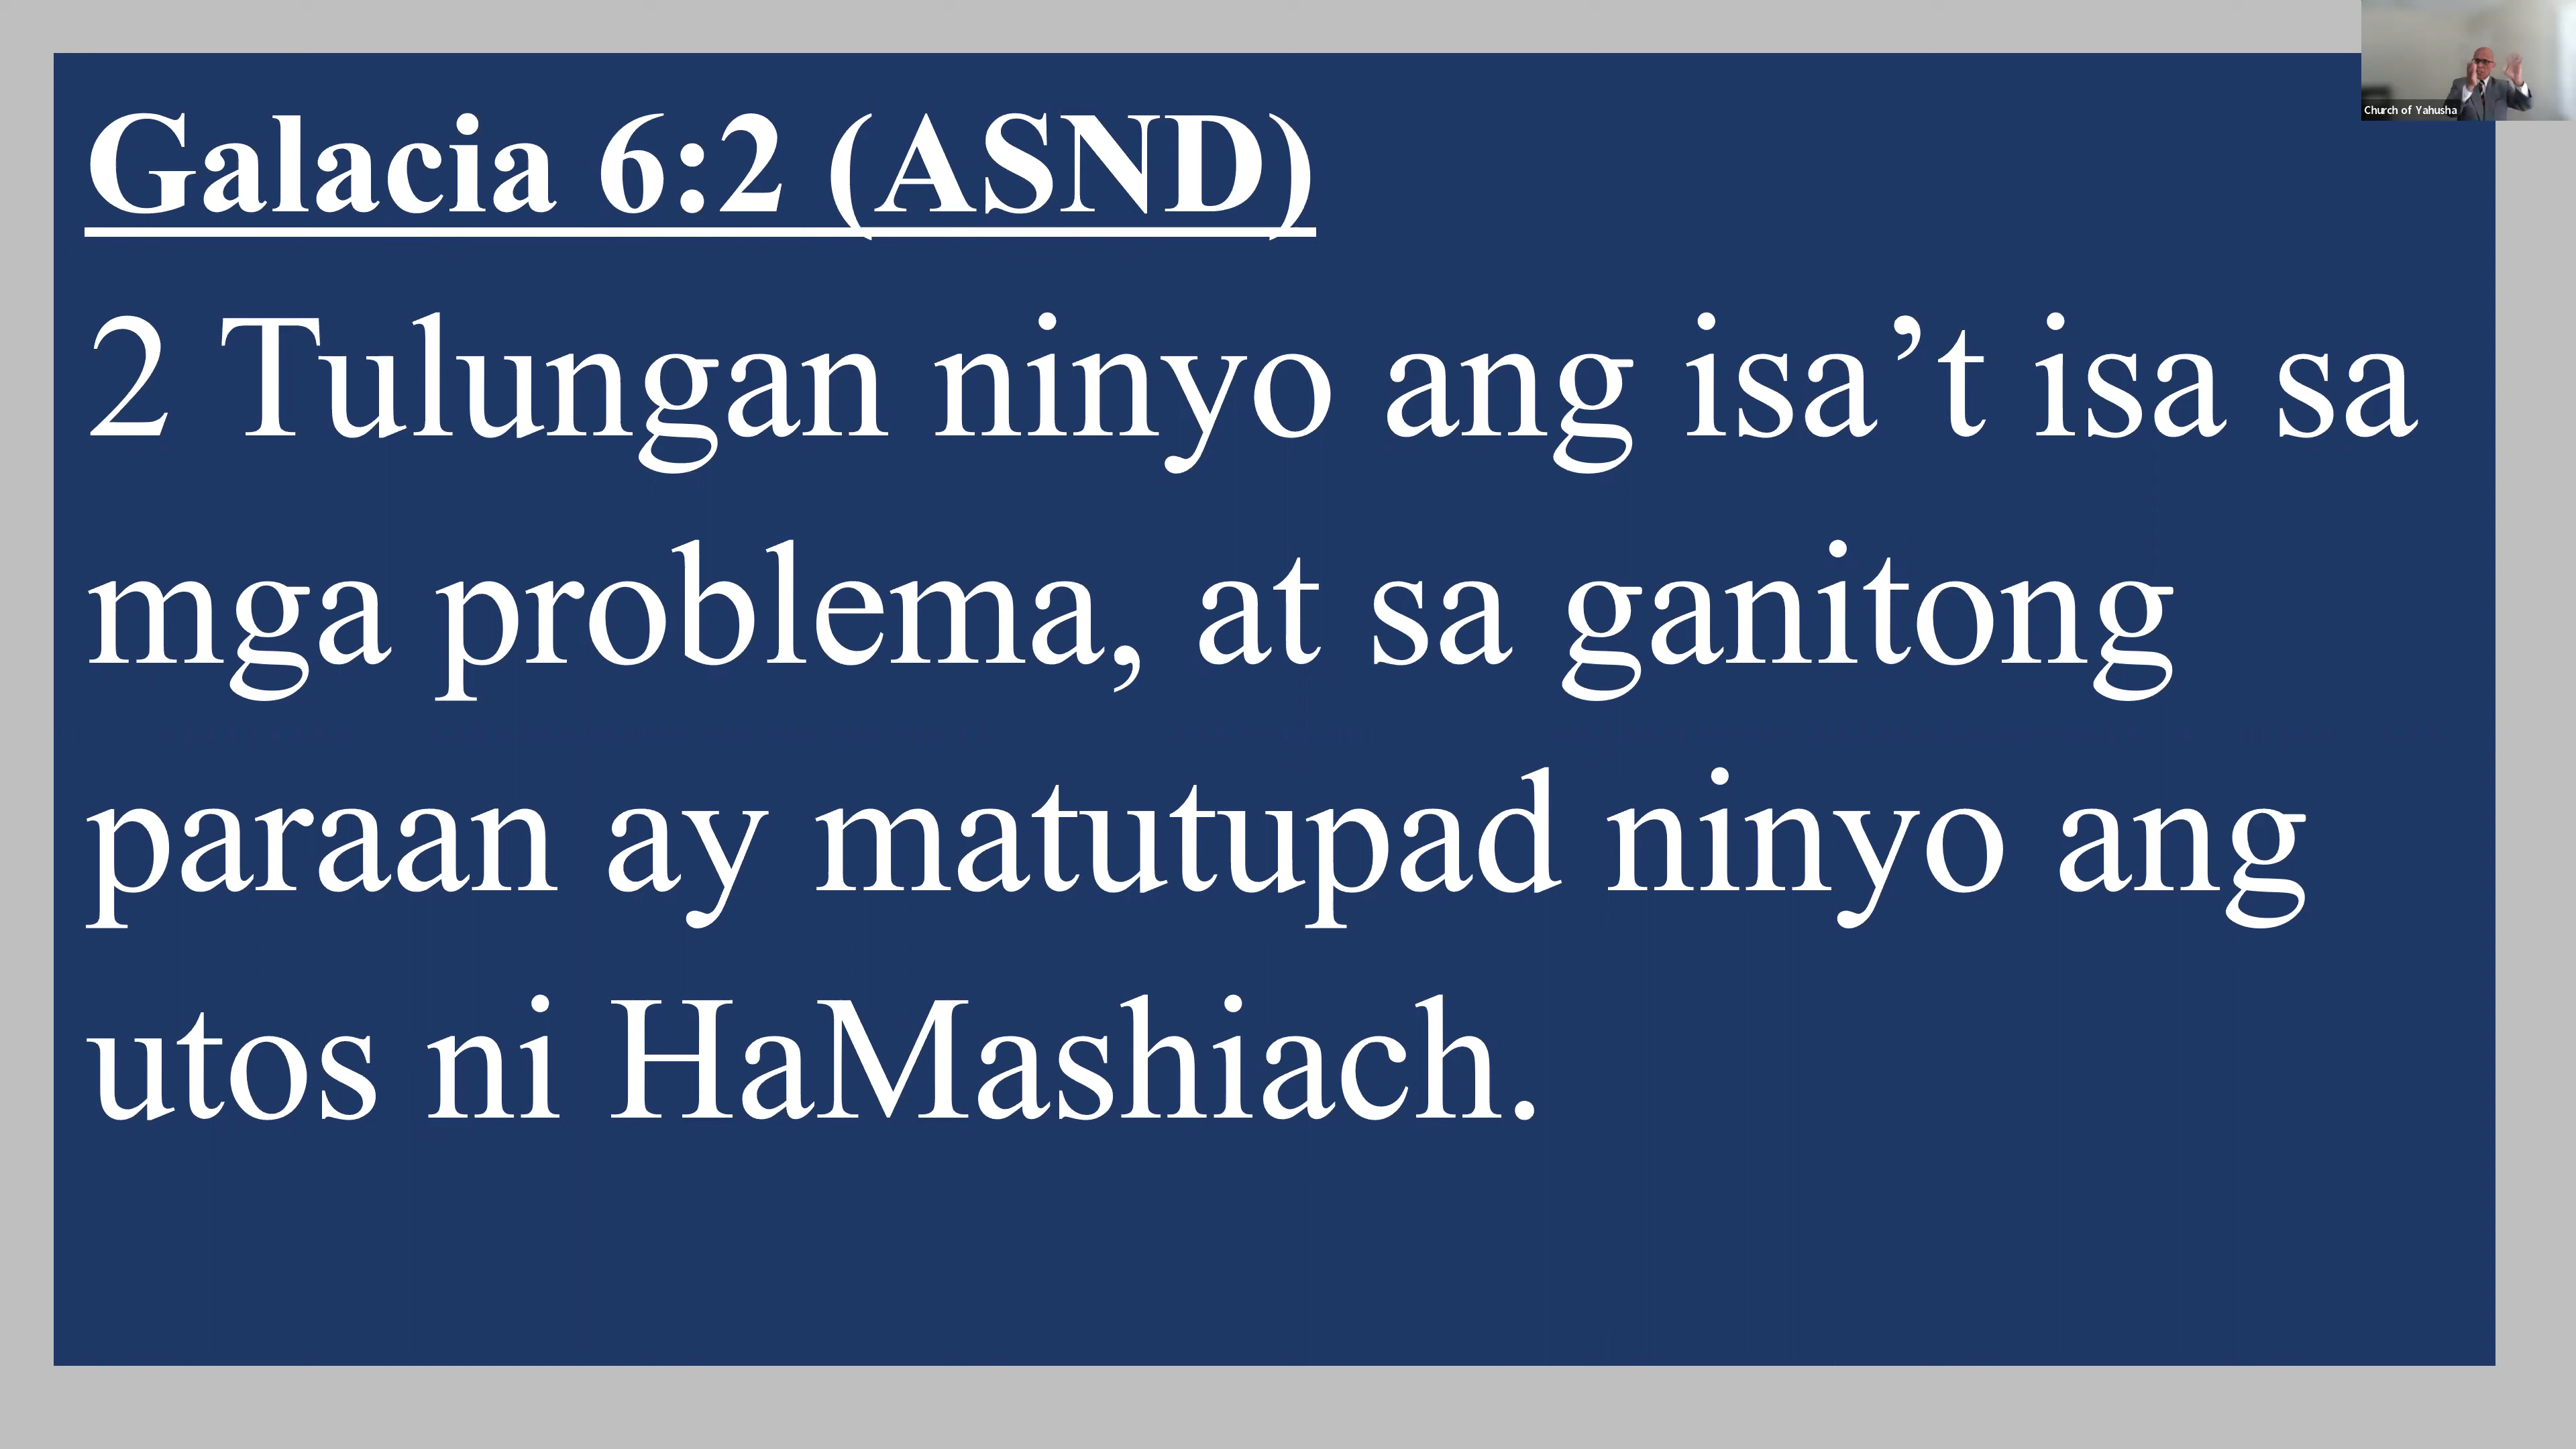 Galacia 6:2 (ASND)
2 Tulungan ninyo ang isa’t isa sa
mga problema, at sa ganitong
paraan ay matutupad ninyo ang
utos ni HaMashiach.
Church of Yahusha